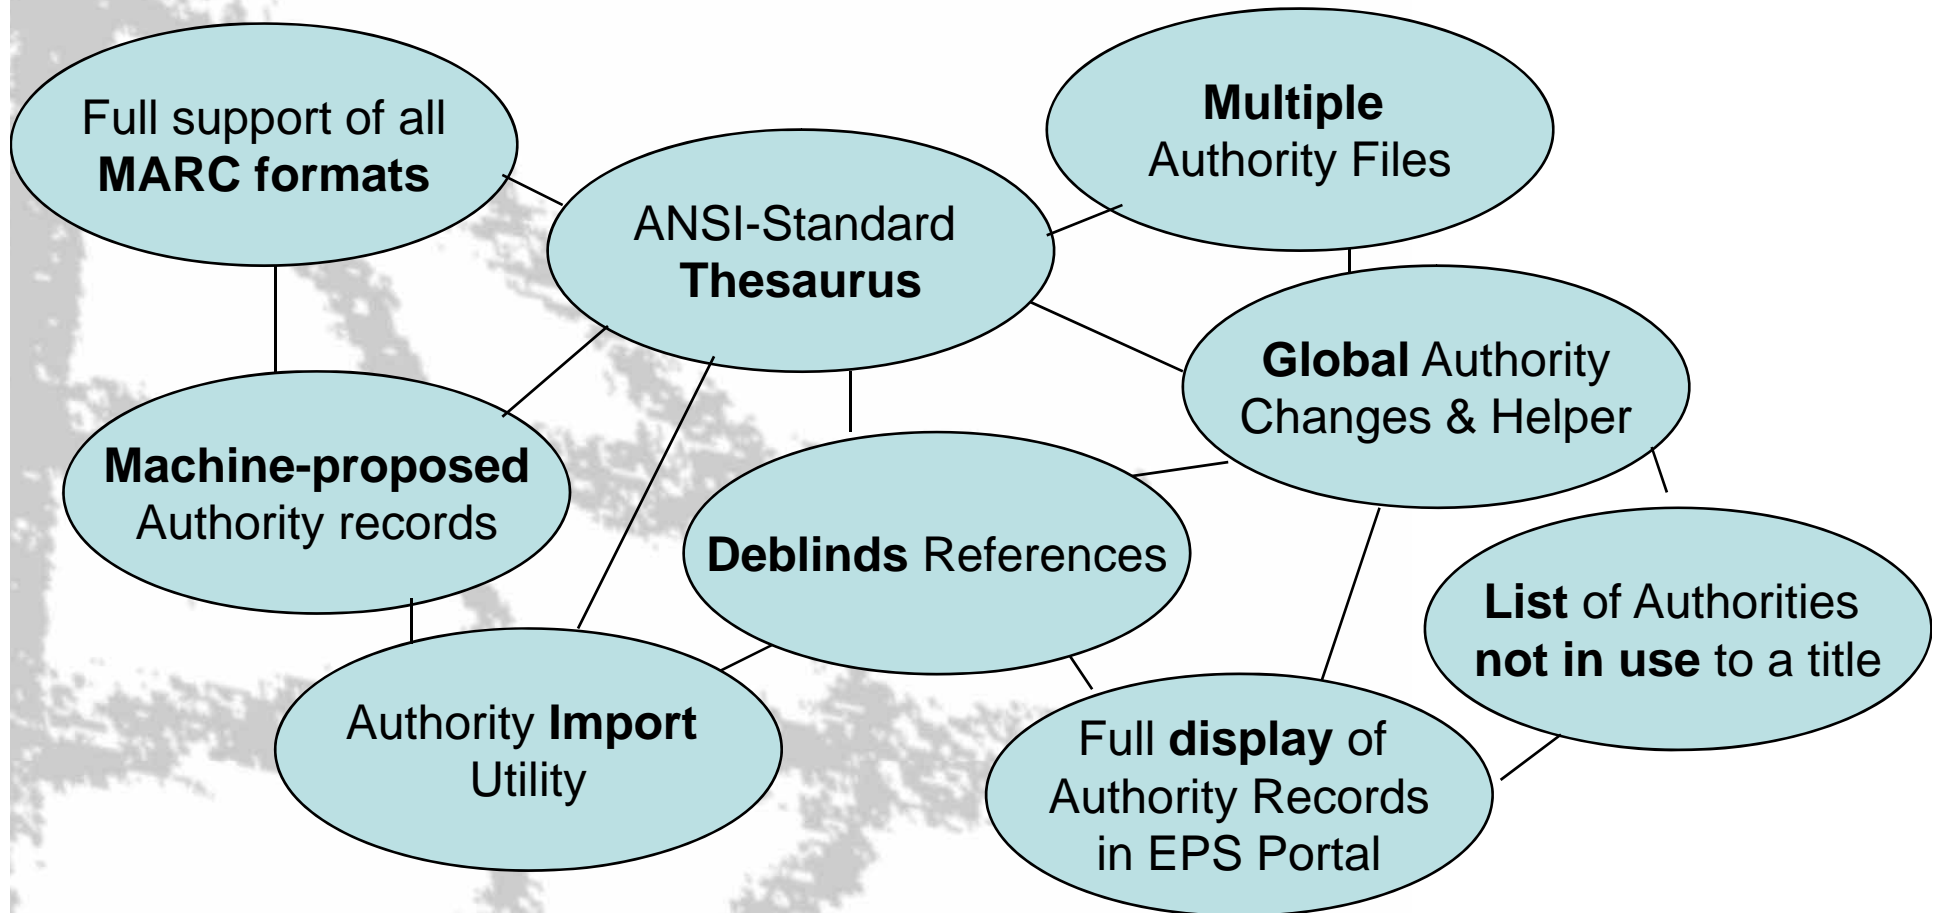 Full support of all
MARC formats
Multiple
Authority Files
ANSI-Standard
Thesaurus
Global Authority
Changes & Helper
Machine-proposed
Authority records
Deblinds References
List of Authorities
not in use to a title
Authority Import
Utility
Full display of
Authority Records
in EPS Portal